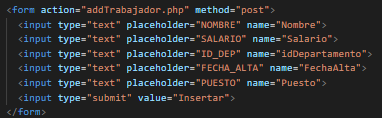 <form action="addTrabajador.php" method="post">
<input type="text" placeholder="NOMBRE" name="Nombre">
<input type="text" placeholder="SALARIO" name="Salario">
<input type="text" placeholder="ID_DEP" name="idDepartamento">
<input type="text" placeholder="FECHA_ALTA" name="FechaAlta">
<input type="text" placeholder="PUESTO" name="Puesto">
<input type="submit" value="Insertar">
</form>